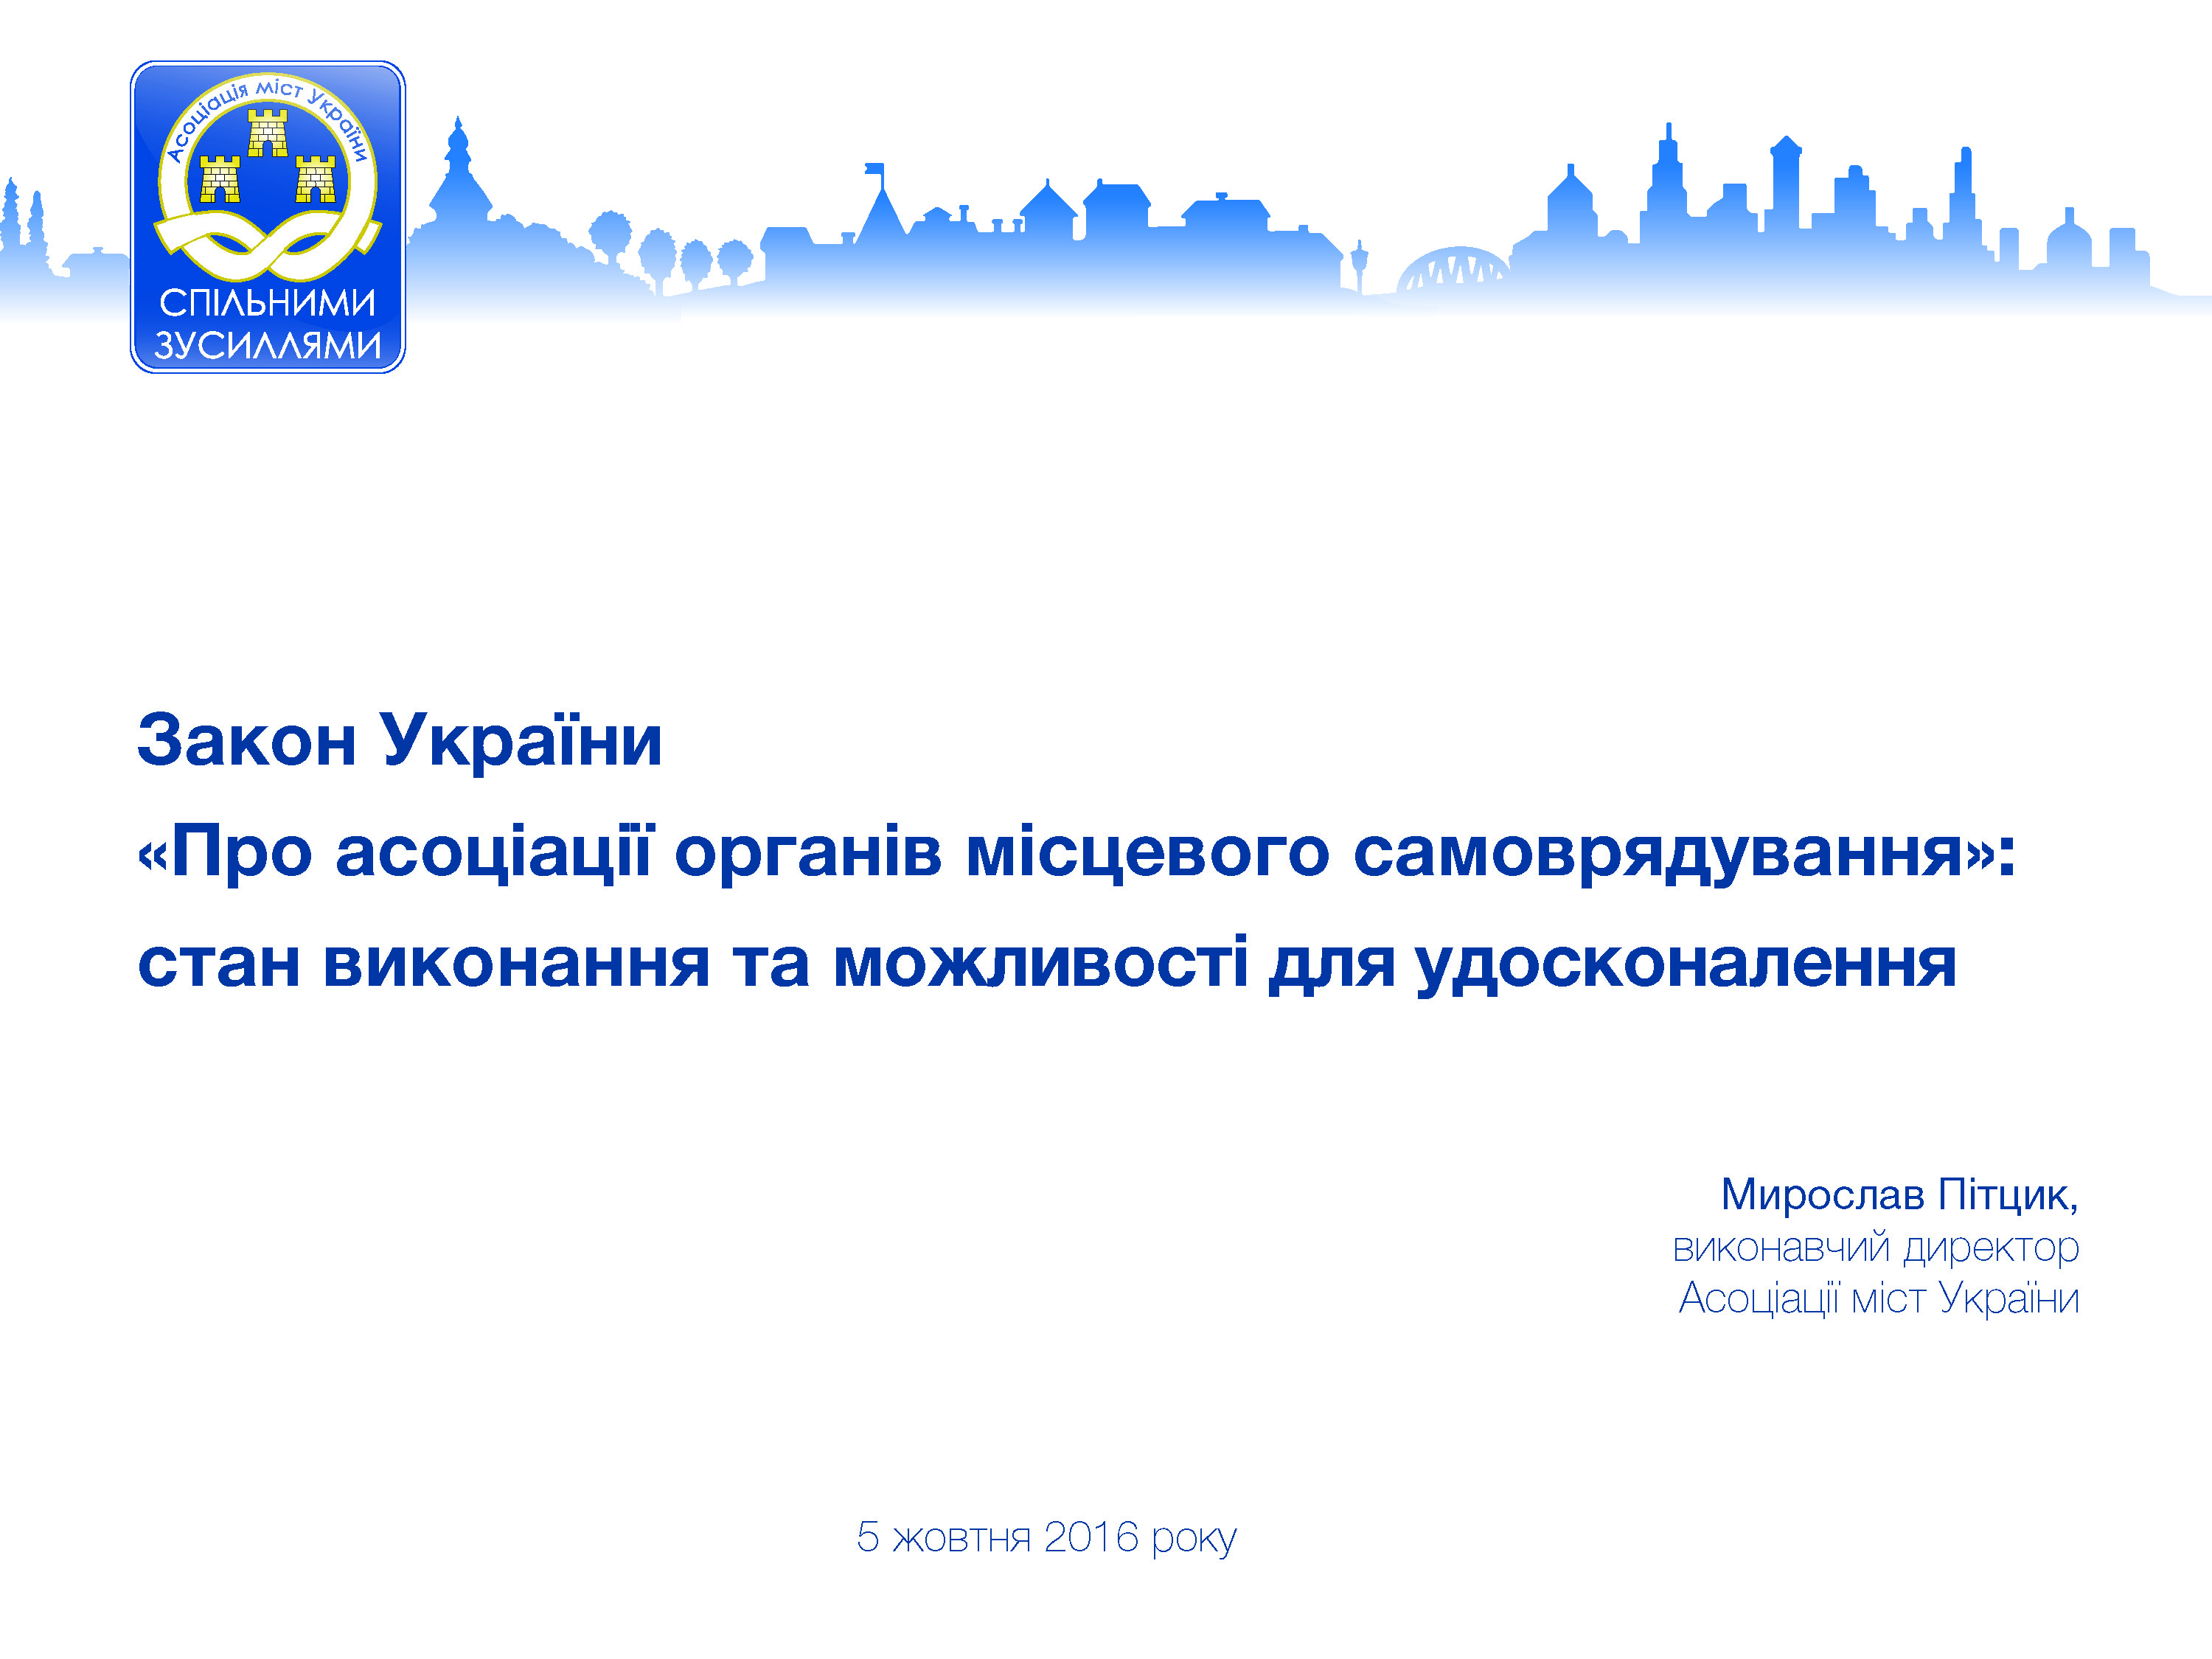 Асоціація міст України
СПІЛЬНИМИ
ЗУСИЛЛЯМИ
Закон України
«Про асоціації органів місцевого самоврядування»:
стан виконання та можливості для удосконалення
Мирослав Пітцик,
виконавчий директор
Асоціації міст України
5 жовтня 2016 року